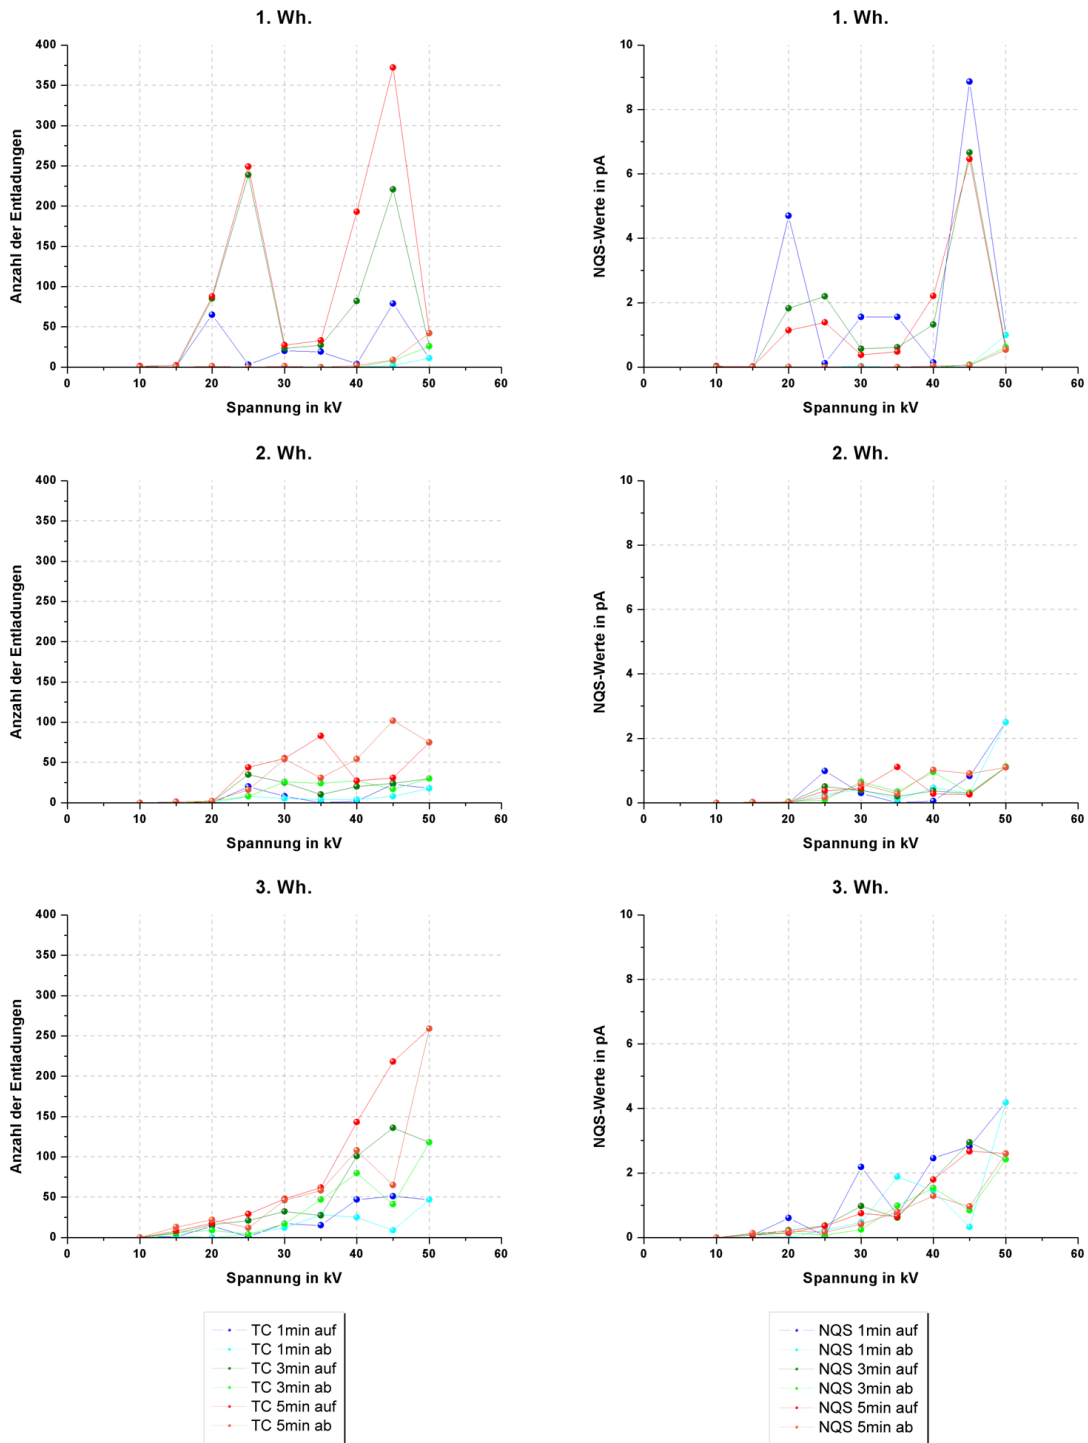 1. Wh.
400
350
300
250
200
150
100
50
0
Anzahl der Entladungen
0 10 20 30 40 50 60
Spannung in kV
1. Wh.
10
8
6
4
2
0
NQS-Werte in pA
0 10 20 30 40 50 60
Spannung in kV
2. Wh.
400
350
300
250
200
150
100
50
0
Anzahl der Entladungen
0 10 20 30 40 50 60
Spannung in kV
2. Wh.
10
8
6
4
2
0
NQS-Werte in pA
0 10 20 30 40 50 60
Spannung in kV
3. Wh.
400
350
300
250
200
150
100
50
0
Anzahl der Entladungen
0 10 20 30 40 50 60
Spannung in kV
3. Wh.
10
8
6
4
2
0
NQS-Werte in pA
0 10 20 30 40 50 60
Spannung in kV
TC 1min auf
TC 1min ab
TC 3min auf
TC 3min ab
TC 5min auf
TC 5min ab
NQS 1min auf
NQS 1min ab
NQS 3min auf
NQS 3min ab
NQS 5min auf
NQS 5min ab